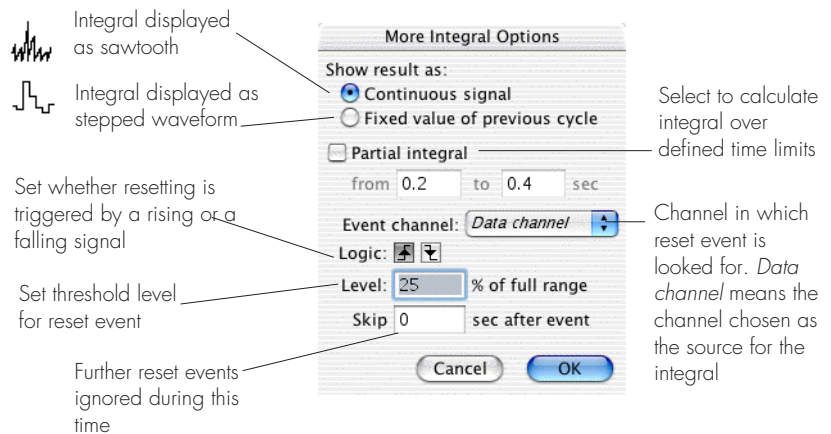 Integral displayed
as sawtooth
Integral displayed as
stepped waveform
Set whether resetting is
triggered by a rising or a
falling signal
Set threshold level
for reset event
Further reset events
ignored during this
time
More Integral Options
Show result as:
Continuous signal
Fixed value of previous cycle
Partial integral
from 0.2 to 0.4 sec
Event channel: Data channel
Logic:
Level: 25 % of full range
Skip 0 sec after event
Cancel OK
Select to calculate
integral over
defined time limits
Channel in which
reset event is
looked for. Data
channel means the
channel chosen as
the source for the
integral